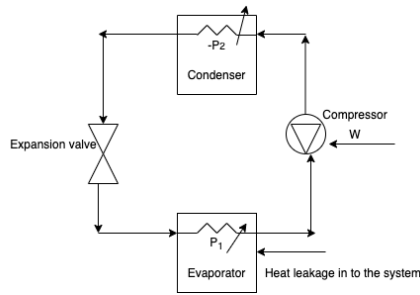 -P2
Condenser
Compressor
W
Expansion valve
P1
Evaporator
Heat leakage in to the system